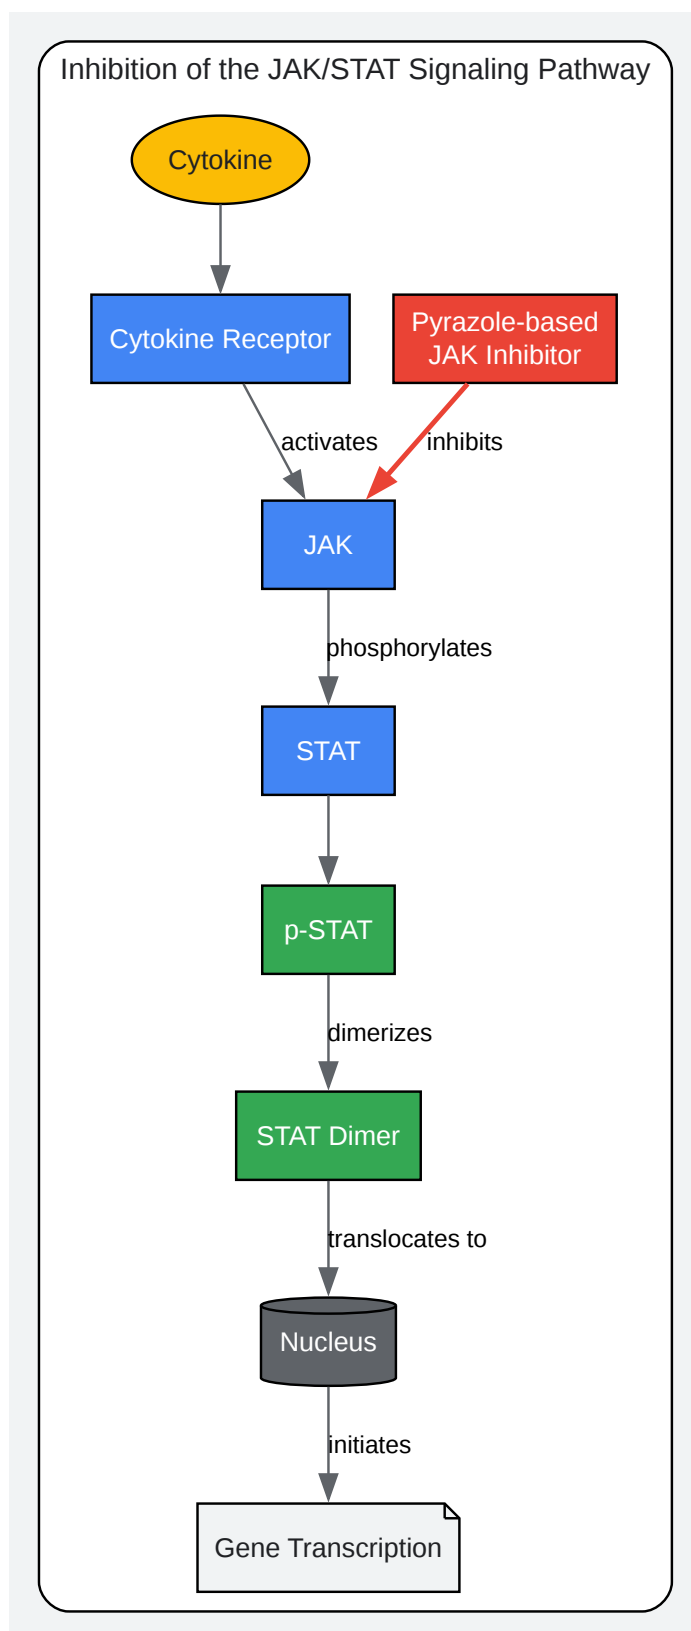 Inhibition of the JAK/STAT Signaling Pathway
Cytokine
Cytokine Receptor
Pyrazole-based
JAK Inhibitor
activates
inhibits
JAK
phosphorylates
STAT
p-STAT
dimerizes
STAT Dimer
translocates to
Nucleus
initiates
Gene Transcription